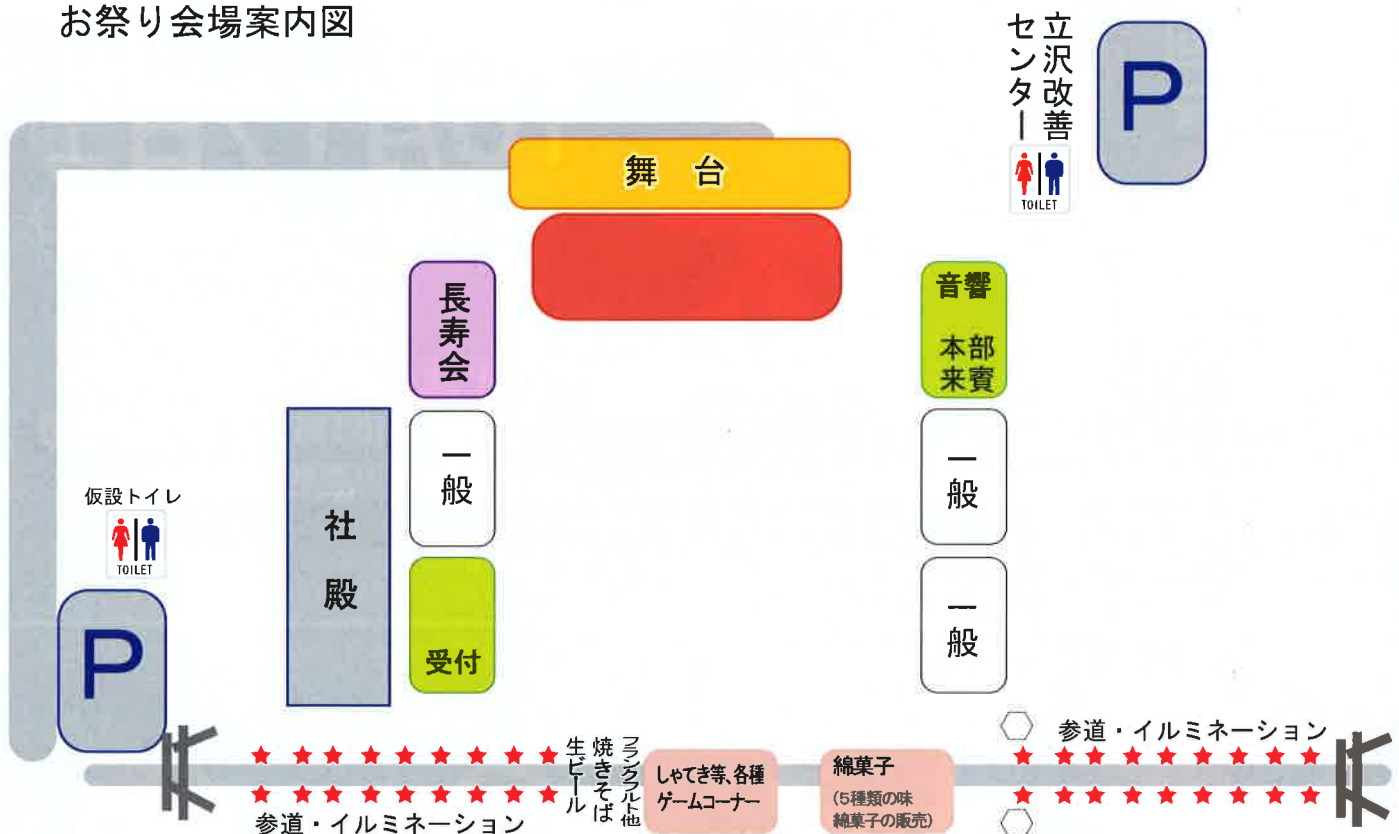 お祭り会場案内図
立沢改善
センター
P
TOILET
舞 台
長寿会
音響
本部
来賓
一般
一般
仮設トイレ
TOILET
社殿
受付
一般
P
参道・イルミネーション
フランクフルト他
焼きそば
生ビール
しゃてき等、各種
ゲームコーナー
綿菓子
(5種類の味
綿菓子の販売)
参道・イルミネーション